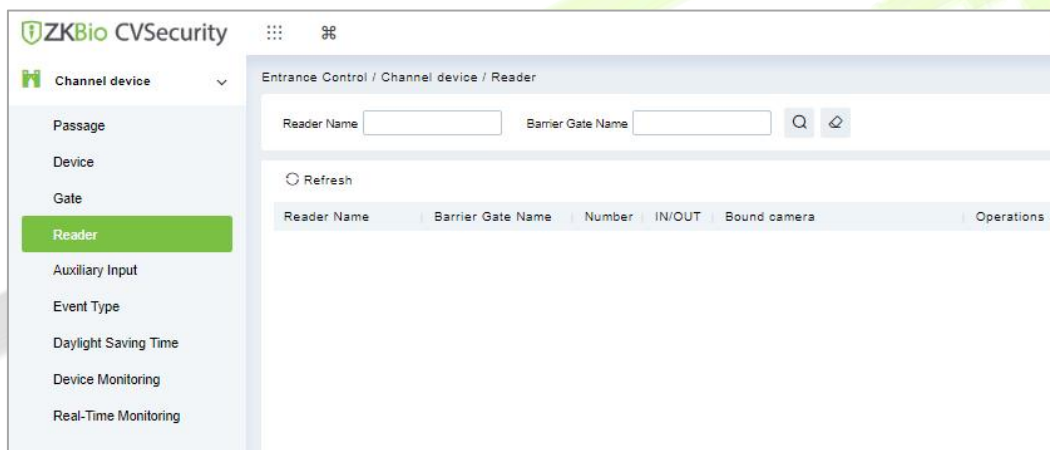 ZKBio CVSecurity
Channel device
Passage
Device
Gate
Reader
Auxiliary Input
Event Type
Daylight Saving Time
Device Monitoring
Real-Time Monitoring
Entrance Control / Channel device / Reader
Reader Name Barrier Gate Name
Refresh
Reader Name Barrier Gate Name Number IN/OUT Bound camera Operations